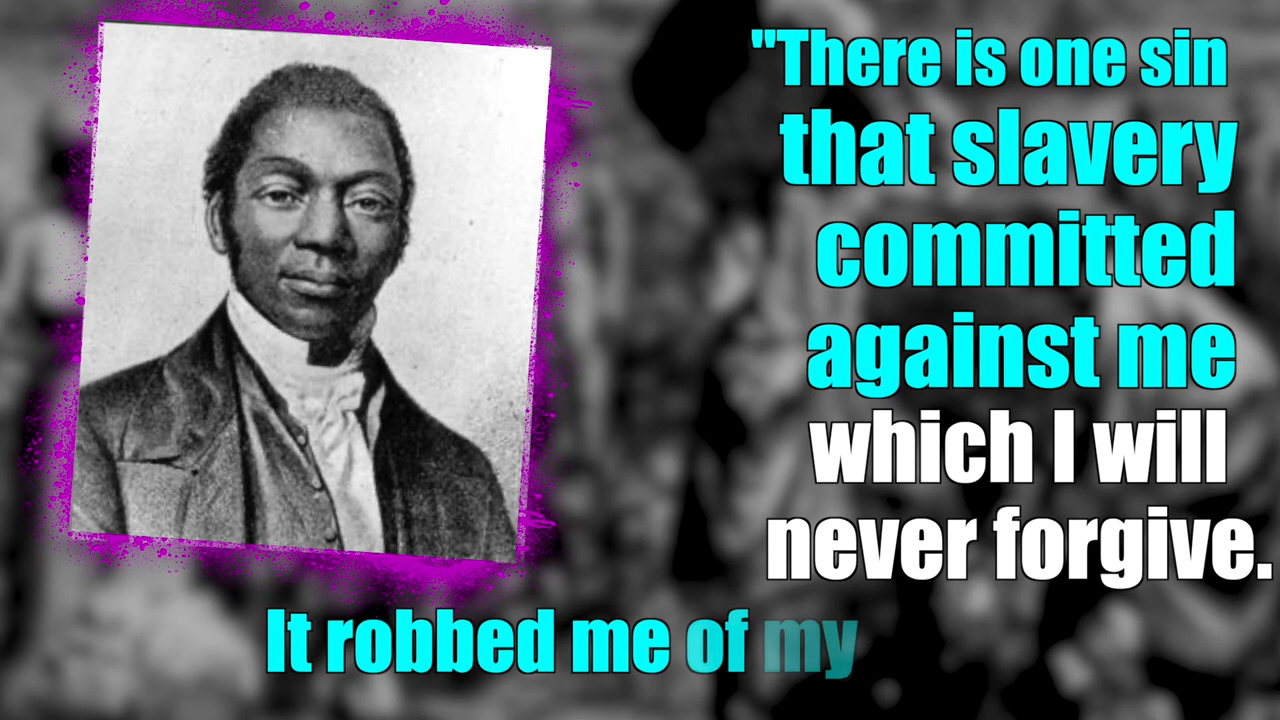 "There is one sin
that slavery
committed
against me
which I will
never forgive.
It robbed me of my